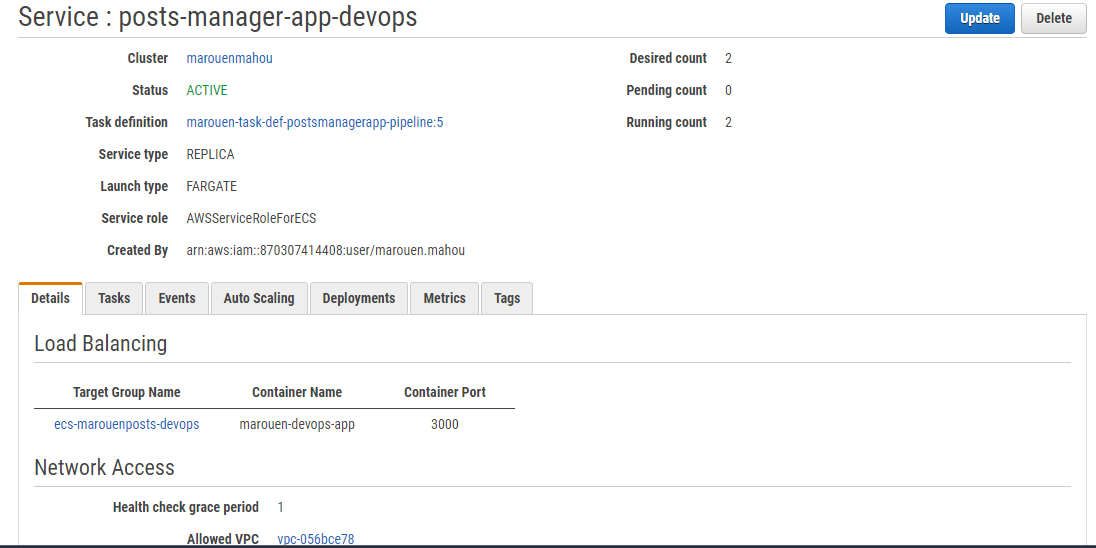 Service : posts-manager-app-devops
Update Delete
Cluster marouenmahou
Desired count 2
Status ACTIVE
Pending count 0
Task definition marouen-task-def-postsmanagerapp-pipeline:5
Running count 2
Service type REPLICA
Launch type FARGATE
Service role AWSServiceRoleForECS
Created By arn:aws:iam::870307414408:user/marouen.mahou
Details Tasks Events Auto Scaling Deployments Metrics Tags
Load Balancing
Target Group Name Container Name Container Port
ecs-marouenposts-devops marouen-devops-app 3000
Network Access
Health check grace period 1
Allowed VPC vpc-056bce78